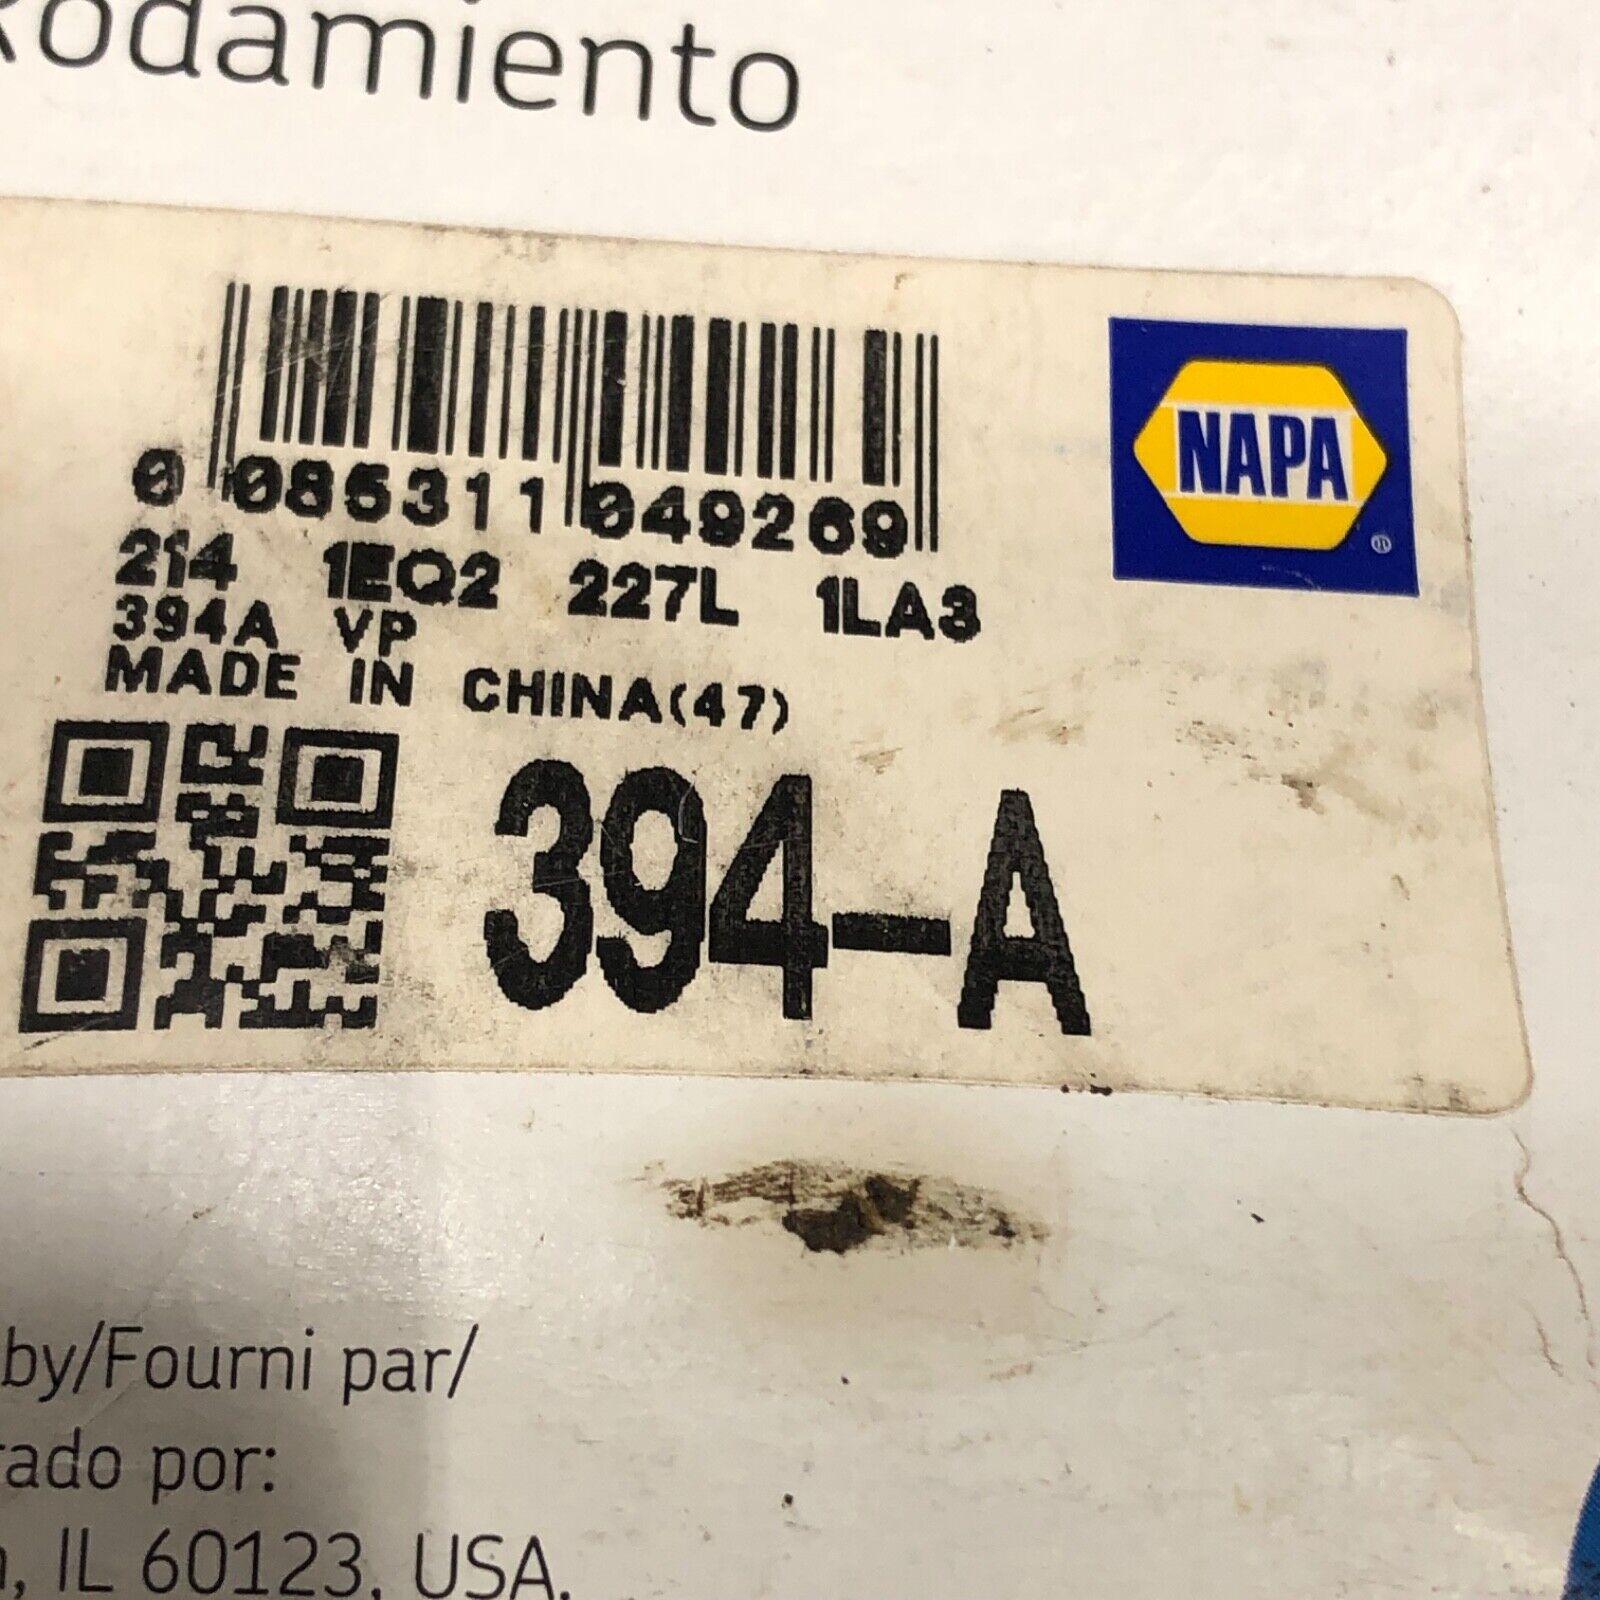 Rodamiento
0 085311 049269
214 1EQ2 227L 1LA3
394A VP
MADE IN CHINA(47)
NAPA
®
394-A
by/Fourni par/
rado por:
, IL 60123, USA.